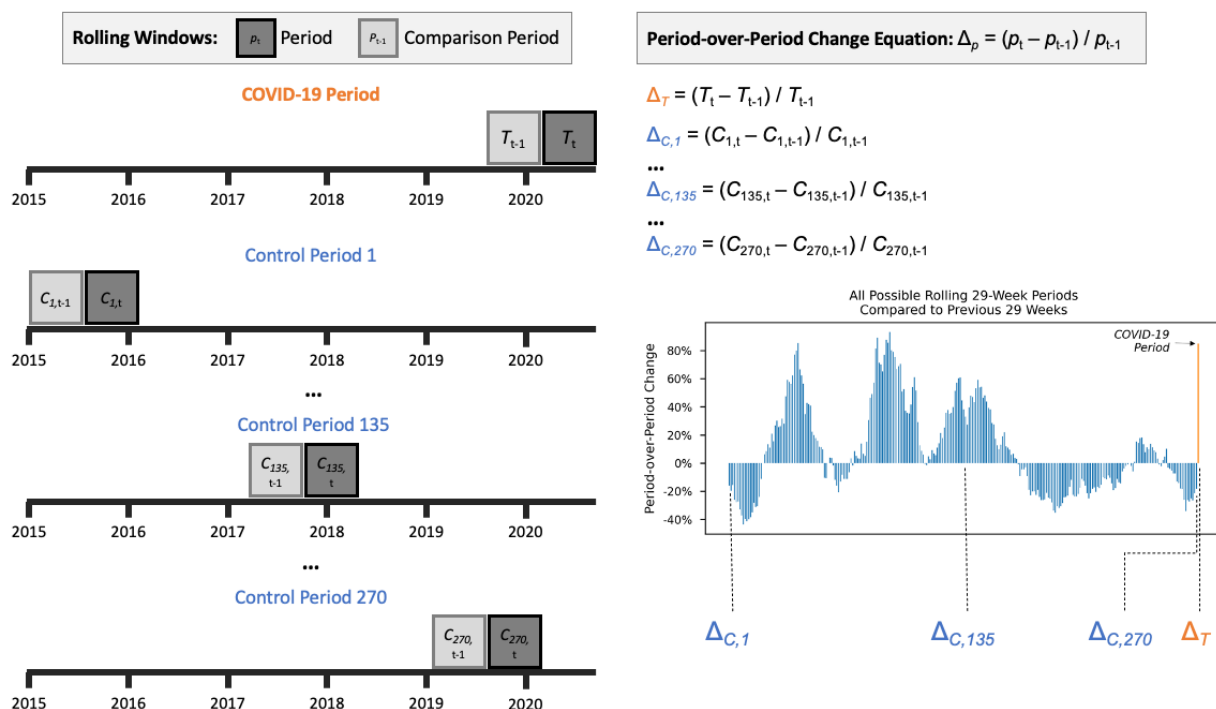 Rolling Windows: pt Period Pt-1 Comparison Period
COVID-19 Period
Tt-1 Tt
2015 2016 2017 2018 2019 2020
Control Period 1
C1,t-1 C1,t
2015 2016 2017 2018 2019 2020
...
Control Period 135
C135, t-1 C135, t
2015 2016 2017 2018 2019 2020
...
Control Period 270
C270, t-1 C270, t
2015 2016 2017 2018 2019 2020
Period-over-Period Change Equation: Δp = (pt – pt-1) / pt-1
ΔT = (Tt – Tt-1) / Tt-1
ΔC,1 = (C1,t – C1,t-1) / C1,t-1
...
ΔC,135 = (C135,t – C135,t-1) / C135,t-1
...
ΔC,270 = (C270,t – C270,t-1) / C270,t-1
All Possible Rolling 29-Week Periods
Compared to Previous 29 Weeks
COVID-19
Period
Period-over-Period Change
80%
60%
40%
20%
0%
-20%
-40%
ΔC,1 ΔC,135 ΔC,270 ΔT